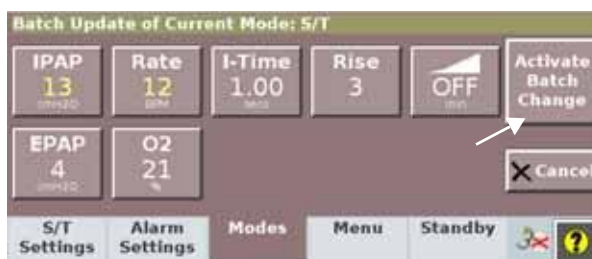 Batch Update of Current Mode: S/T
IPAP
13
cmH2O
Rate
12
BPM
I-Time
1.00
secs
Rise
3
OFF
min
Activate
Batch
Change
EPAP
4
cmH2O
O2
21
%
Cancel
S/T
Settings
Alarm
Settings
Modes
Menu
Standby
3
?